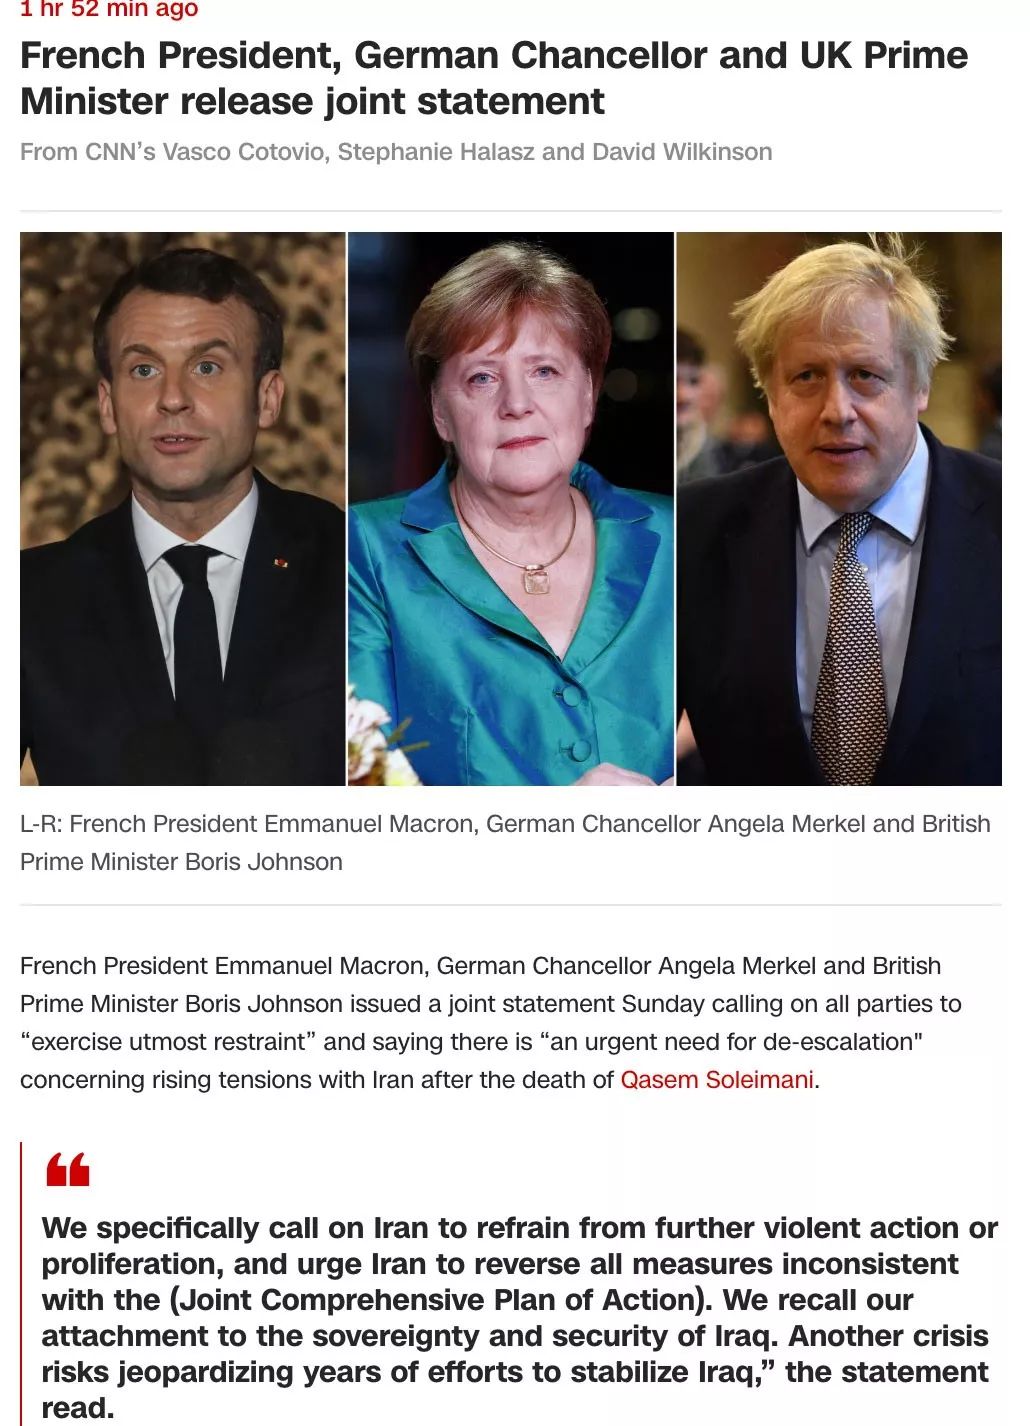 1 hr 52 min ago
French President, German Chancellor and UK Prime
Minister release joint statement
From CNN’s Vasco Cotovio, Stephanie Halasz and David Wilkinson
L-R: French President Emmanuel Macron, German Chancellor Angela Merkel and British
Prime Minister Boris Johnson
French President Emmanuel Macron, German Chancellor Angela Merkel and British
Prime Minister Boris Johnson issued a joint statement Sunday calling on all parties to
“exercise utmost restraint” and saying there is “an urgent need for de-escalation"
concerning rising tensions with Iran after the death of Qasem Soleimani.
“
We specifically call on Iran to refrain from further violent action or
proliferation, and urge Iran to reverse all measures inconsistent
with the (Joint Comprehensive Plan of Action). We recall our
attachment to the sovereignty and security of Iraq. Another crisis
risks jeopardizing years of efforts to stabilize Iraq,” the statement
read.